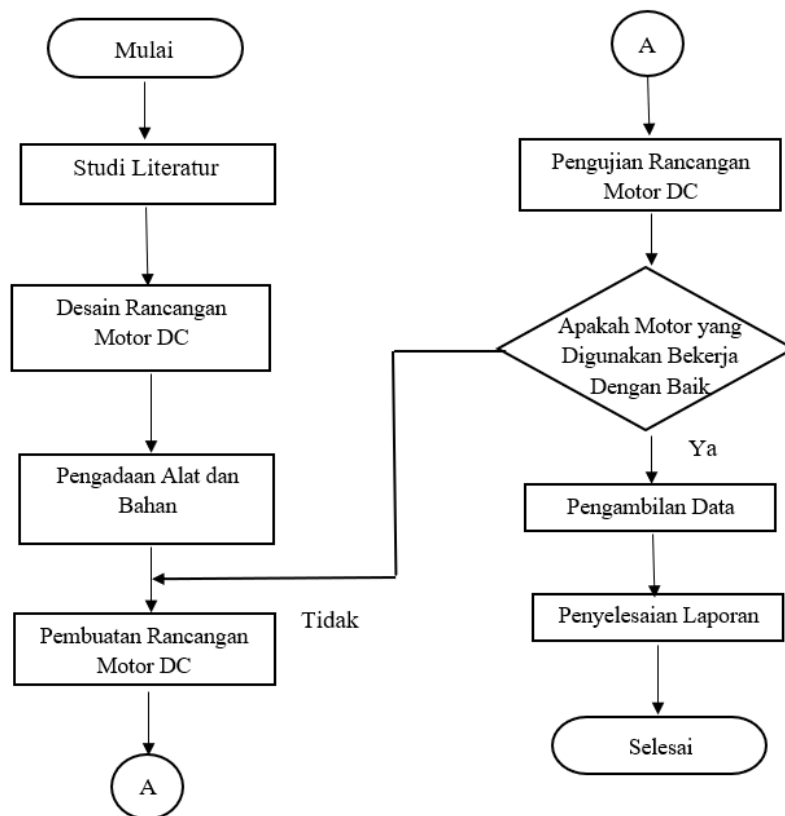 Mulai
Studi Literatur
Desain Rancangan
Motor DC
Pengadaan Alat dan
Bahan
Pembuatan Rancangan
Motor DC
A
A
Pengujian Rancangan
Motor DC
Apakah Motor yang
Digunakan Bekerja
Dengan Baik
Tidak
Ya
Pengambilan Data
Penyelesaian Laporan
Selesai